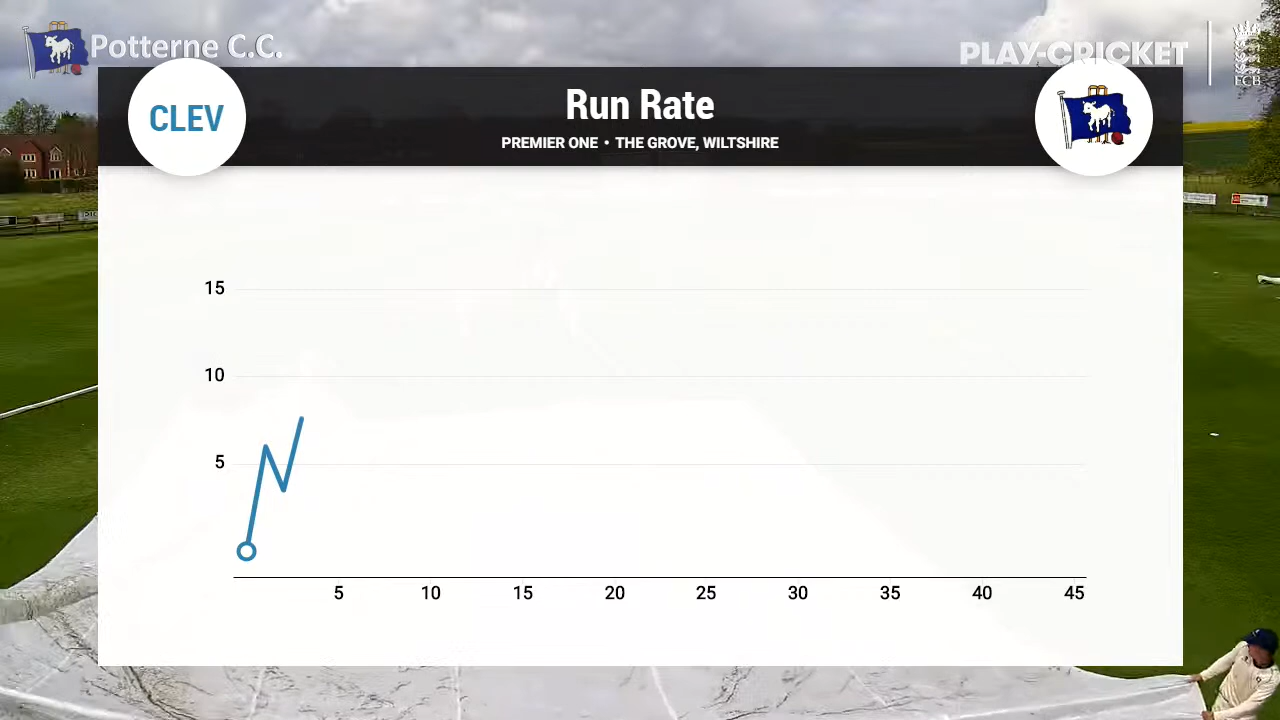 Potterne C.C.
PLAY-CRICKET
ECB
CLEV
Run Rate
PREMIER ONE • THE GROVE, WILTSHIRE
15
10
5
5 10 15 20 25 30 35 40 45